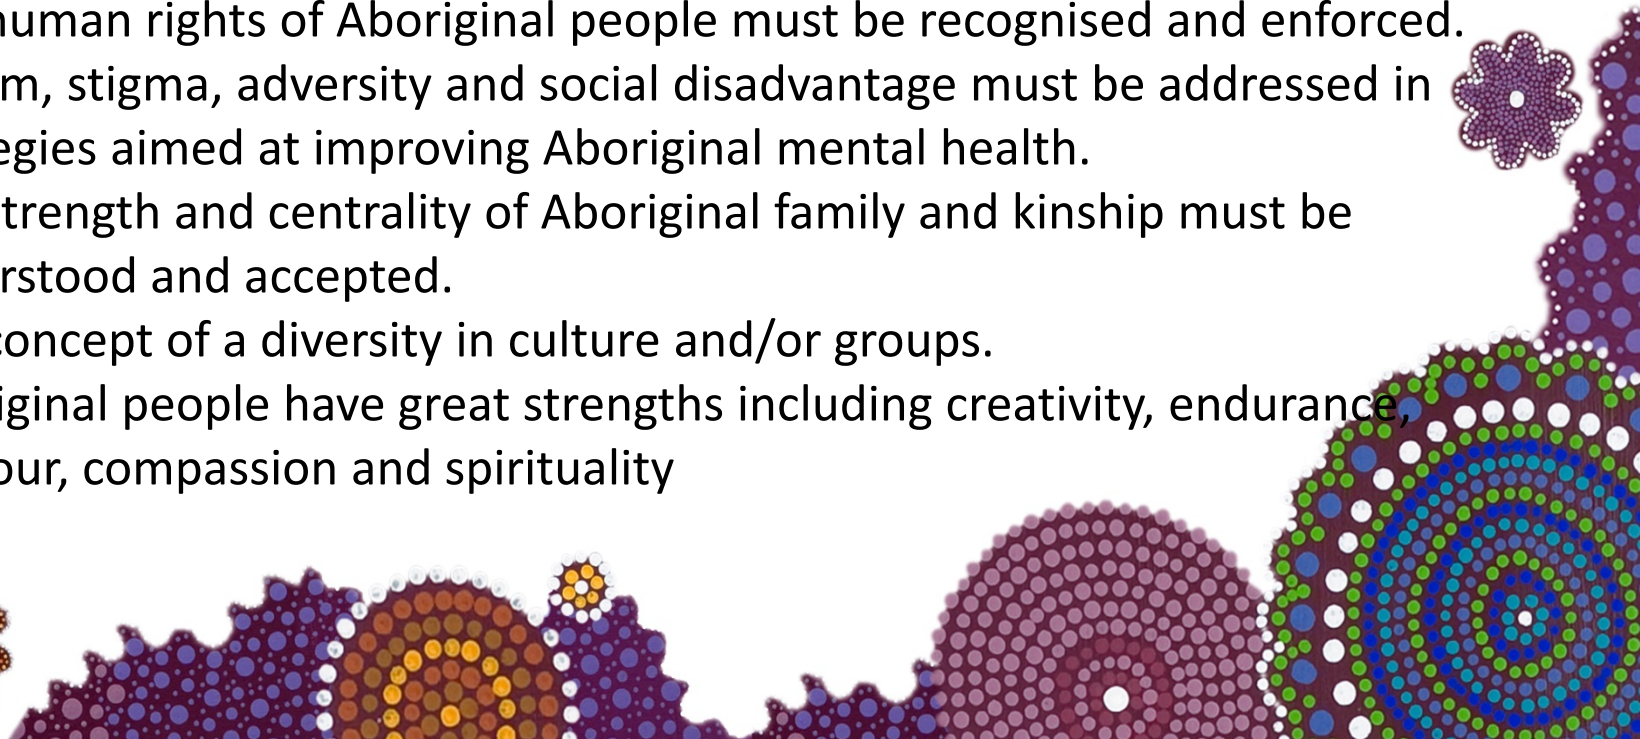 human rights of Aboriginal people must be recognised and enforced.
m, stigma, adversity and social disadvantage must be addressed in
egies aimed at improving Aboriginal mental health.
trength and centrality of Aboriginal family and kinship must be
rstood and accepted.
concept of a diversity in culture and/or groups.
iginal people have great strengths including creativity, endurance,
our, compassion and spirituality